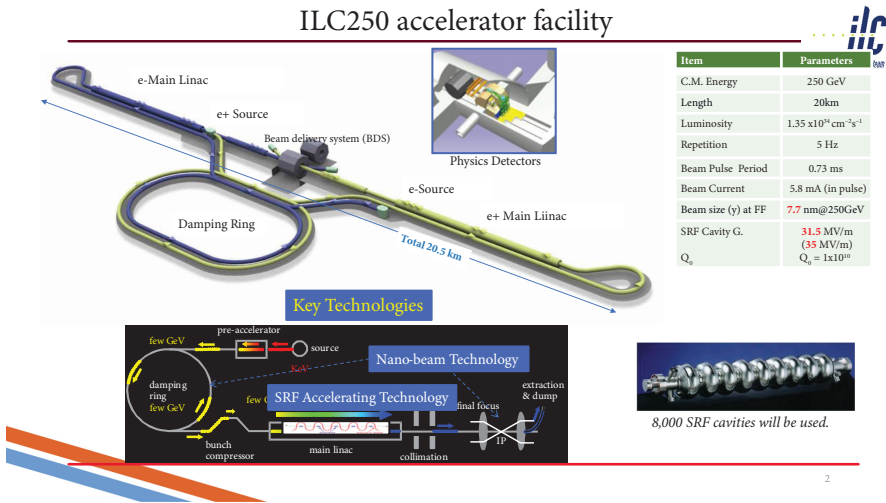 ILC250 accelerator facility
ilc
team
e-Main Linac
e+ Source
Beam delivery system (BDS)
Physics Detectors
e-Source
e+ Main Liinac
Damping Ring
Total 20.5 km
Item Parameters
C.M. Energy 250 GeV
Length 20km
Luminosity 1.35 x10³⁴ cm⁻²s⁻¹
Repetition 5 Hz
Beam Pulse Period 0.73 ms
Beam Current 5.8 mA (in pulse)
Beam size (y) at FF 7.7 nm@250GeV
SRF Cavity G. 31.5 MV/m
(35 MV/m)
Q₀ Q₀ = 1x10¹⁰
Key Technologies
pre-accelerator
few GeV
source
KeV
Nano-beam Technology
damping
ring
few GeV
few G
SRF Accelerating Technology
extraction
& dump
final focus
IP
bunch
compressor
main linac
collimation
8,000 SRF cavities will be used.
2